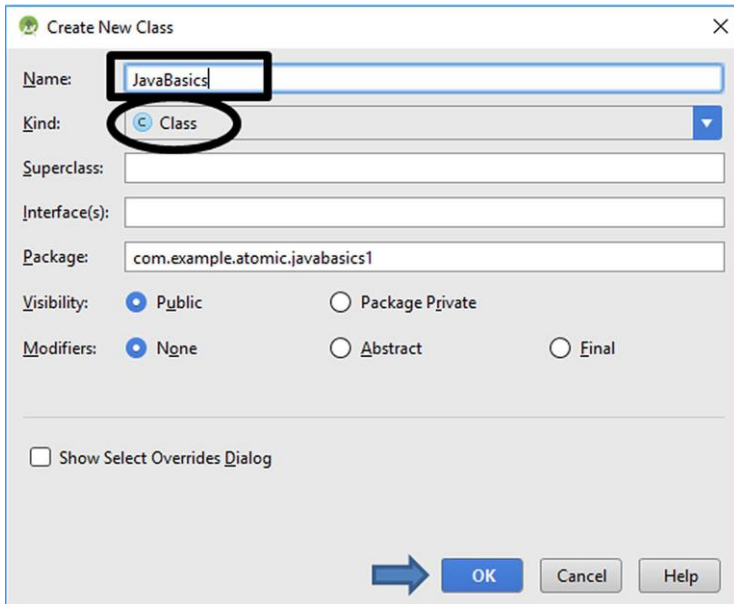 Create New Class
Name: JavaBasics
Kind: C Class
Superclass:
Interface(s):
Package: com.example.atomic.javabasics1
Visibility: Public Package Private
Modifiers: None Abstract Final
Show Select Overrides Dialog
OK Cancel Help